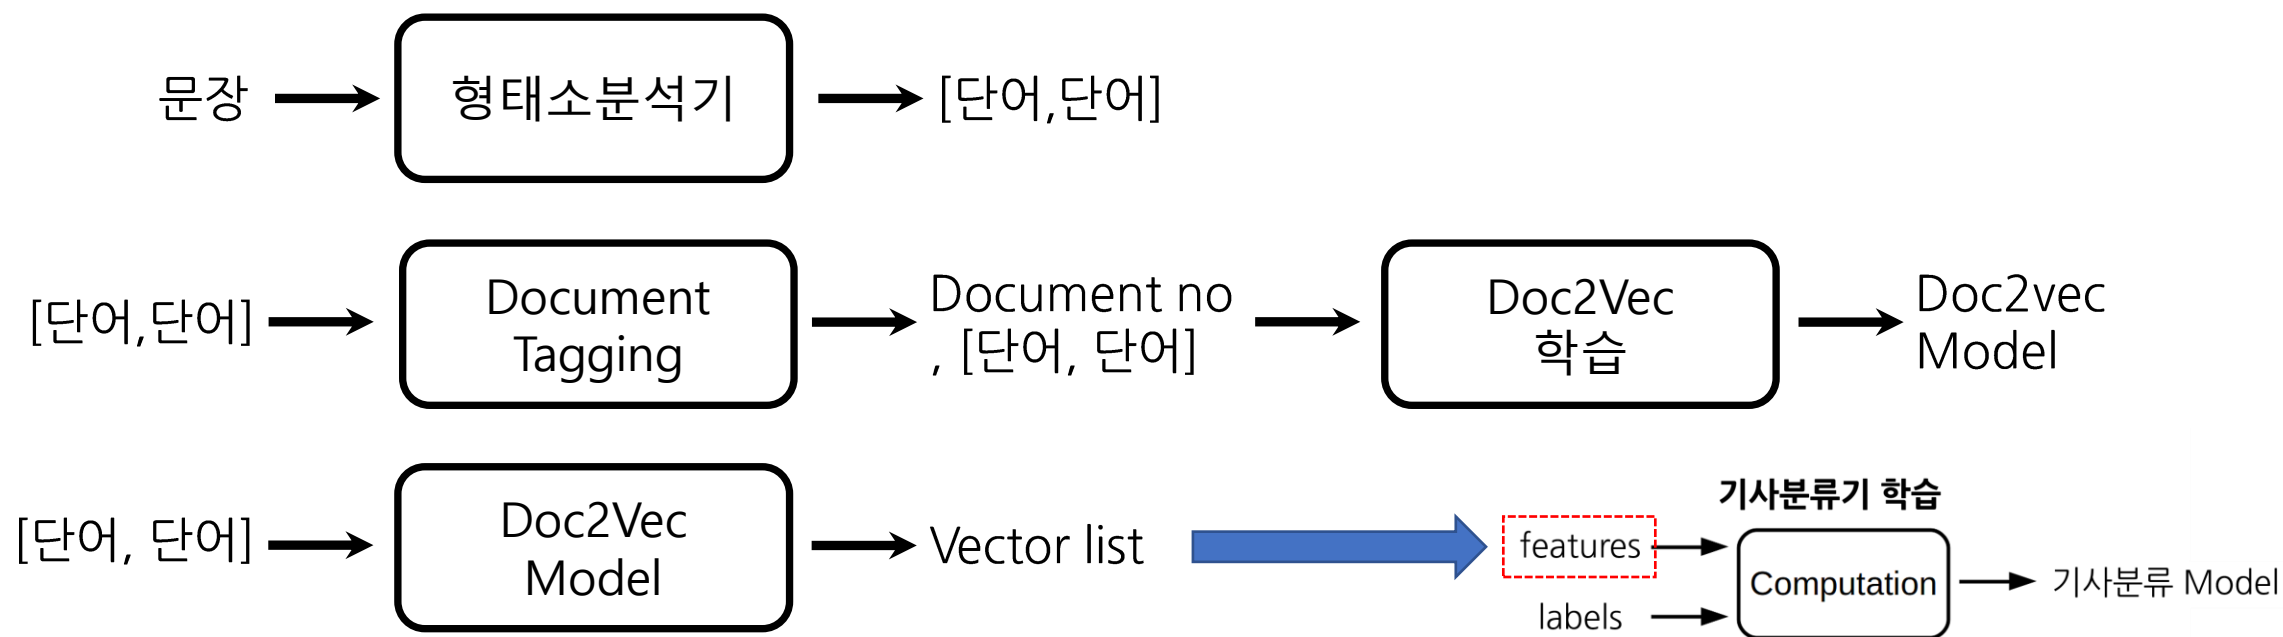 문장
형태소분석기
[단어,단어]
[단어,단어]
Document
Tagging
Document no
, [단어, 단어]
Doc2Vec
학습
Doc2vec
Model
[단어, 단어]
Doc2Vec
Model
Vector list
기사분류기 학습
features
labels
Computation
기사분류 Model